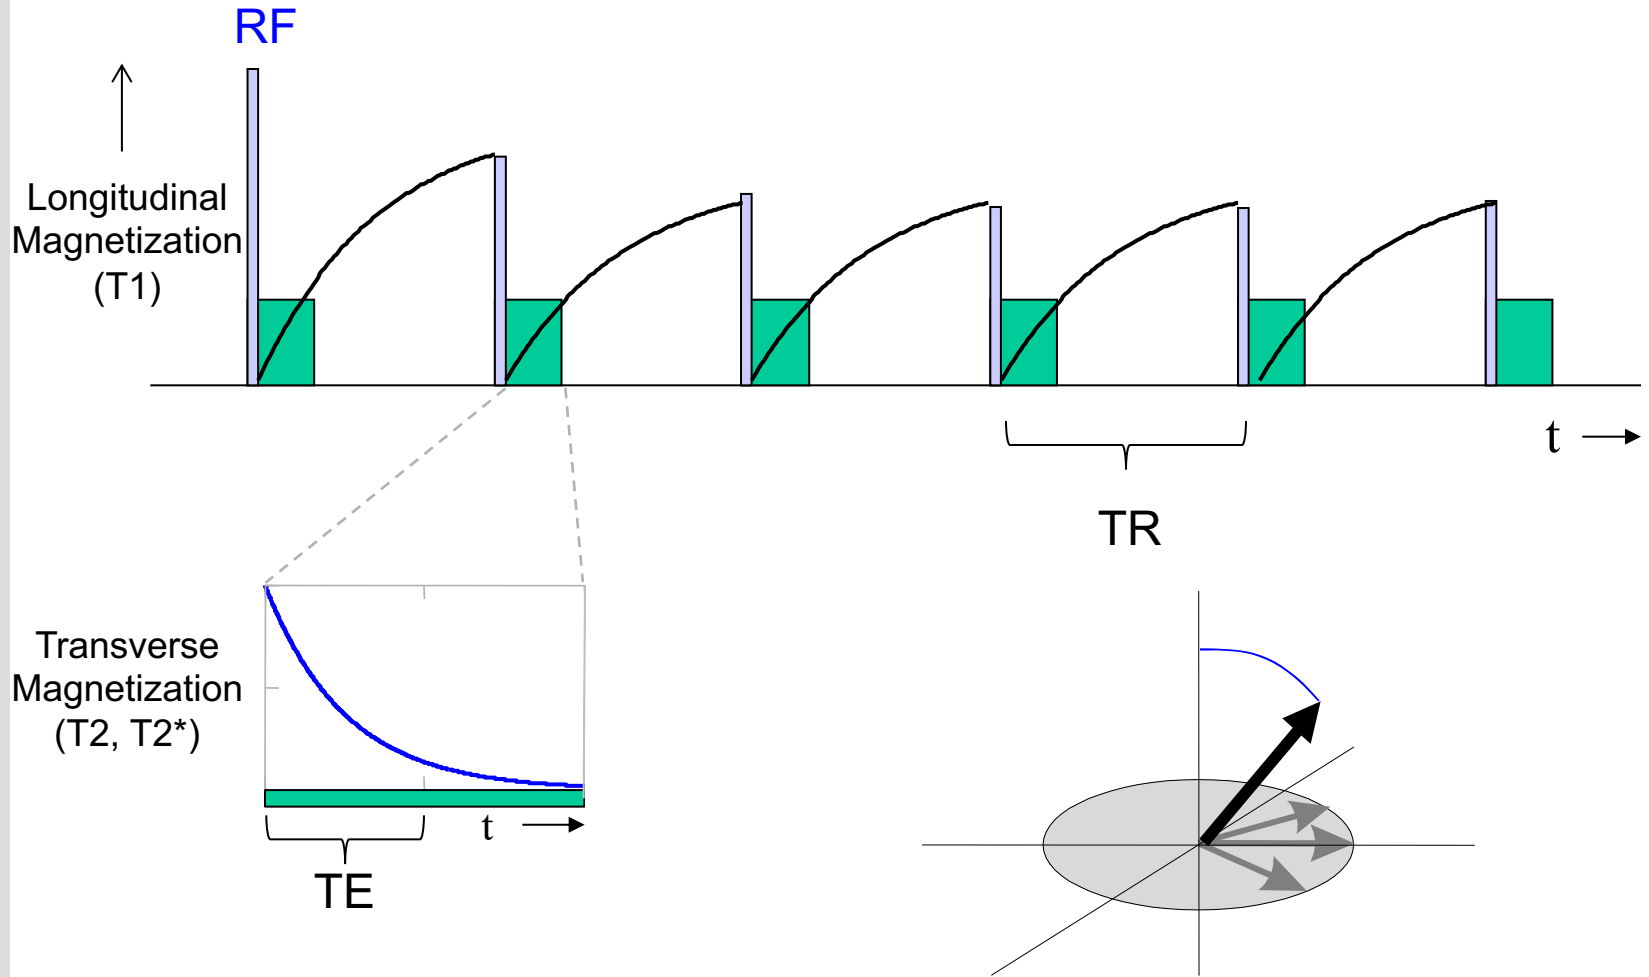 RF
Longitudinal
Magnetization
(T1)
t
TR
Transverse
Magnetization
(T2, T2*)
t
TE